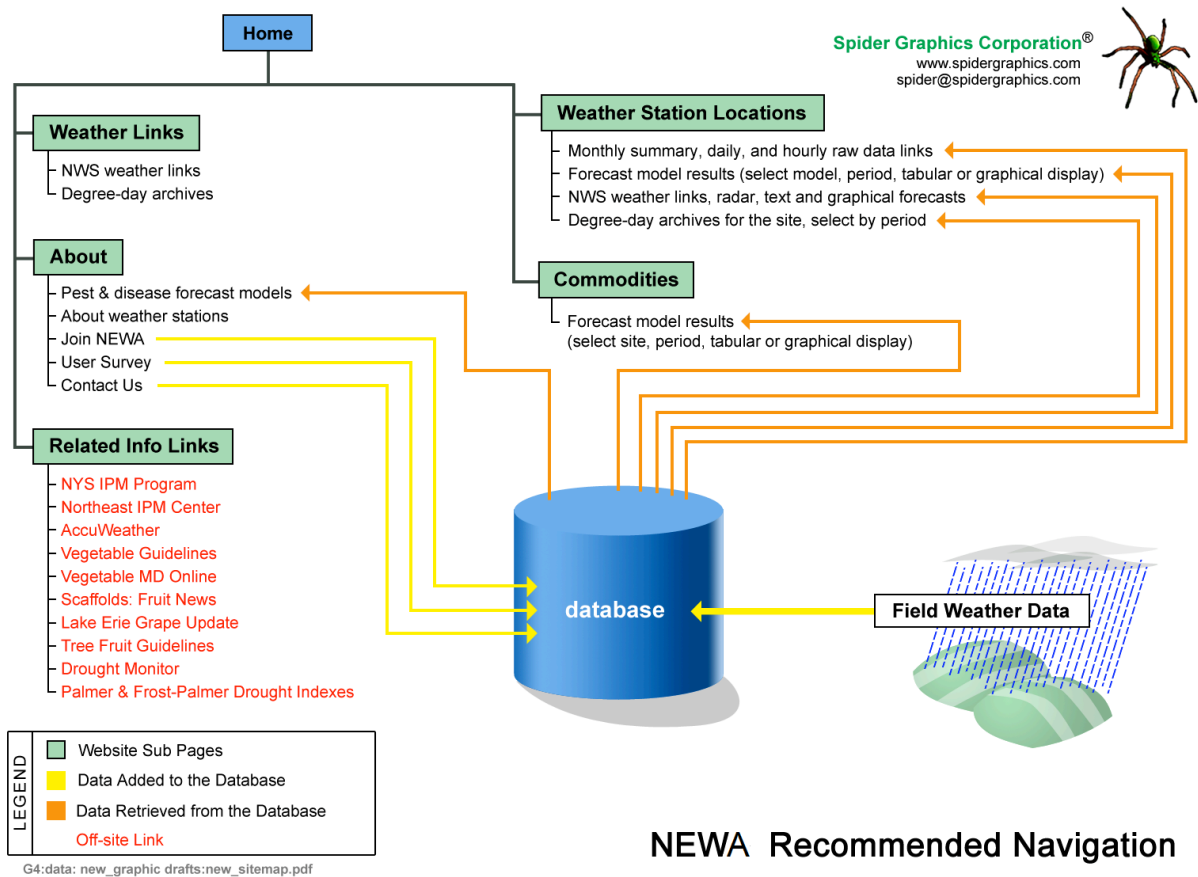 Home
Spider Graphics Corporation®
www.spidergraphics.com
spider@spidergraphics.com
Weather Links
NWS weather links
Degree-day archives
About
Pest & disease forecast models
About weather stations
Join NEWA
User Survey
Contact Us
Related Info Links
NYS IPM Program
Northeast IPM Center
AccuWeather
Vegetable Guidelines
Vegetable MD Online
Scaffolds: Fruit News
Lake Erie Grape Update
Tree Fruit Guidelines
Drought Monitor
Palmer & Frost-Palmer Drought Indexes
Weather Station Locations
Monthly summary, daily, and hourly raw data links
Forecast model results (select model, period, tabular or graphical display)
NWS weather links, radar, text and graphical forecasts
Degree-day archives for the site, select by period
Commodities
Forecast model results
(select site, period, tabular or graphical display)
database
Field Weather Data
LEGEND
Website Sub Pages
Data Added to the Database
Data Retrieved from the Database
Off-site Link
G4:data: new_graphic drafts:new_sitemap.pdf
NEWA Recommended Navigation